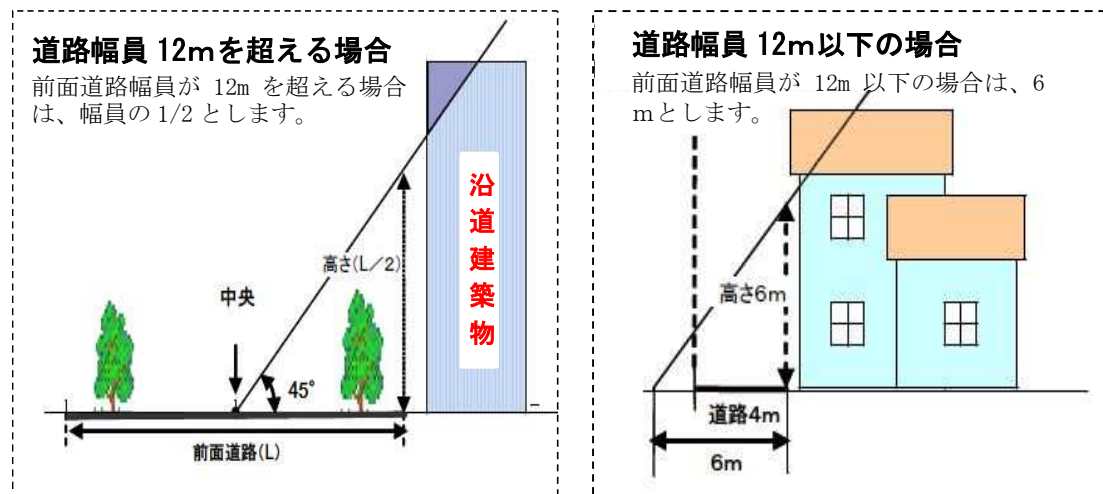 道路幅員 12mを超える場合
前面道路幅員が 12m を超える場合
は、幅員の 1/2 とします。
沿道建築物
高さ(L／2)
中央
45°
前面道路(L)
道路幅員 12m以下の場合
前面道路幅員が 12m 以下の場合は、6
ｍとします。
高さ6m
道路4m
6m